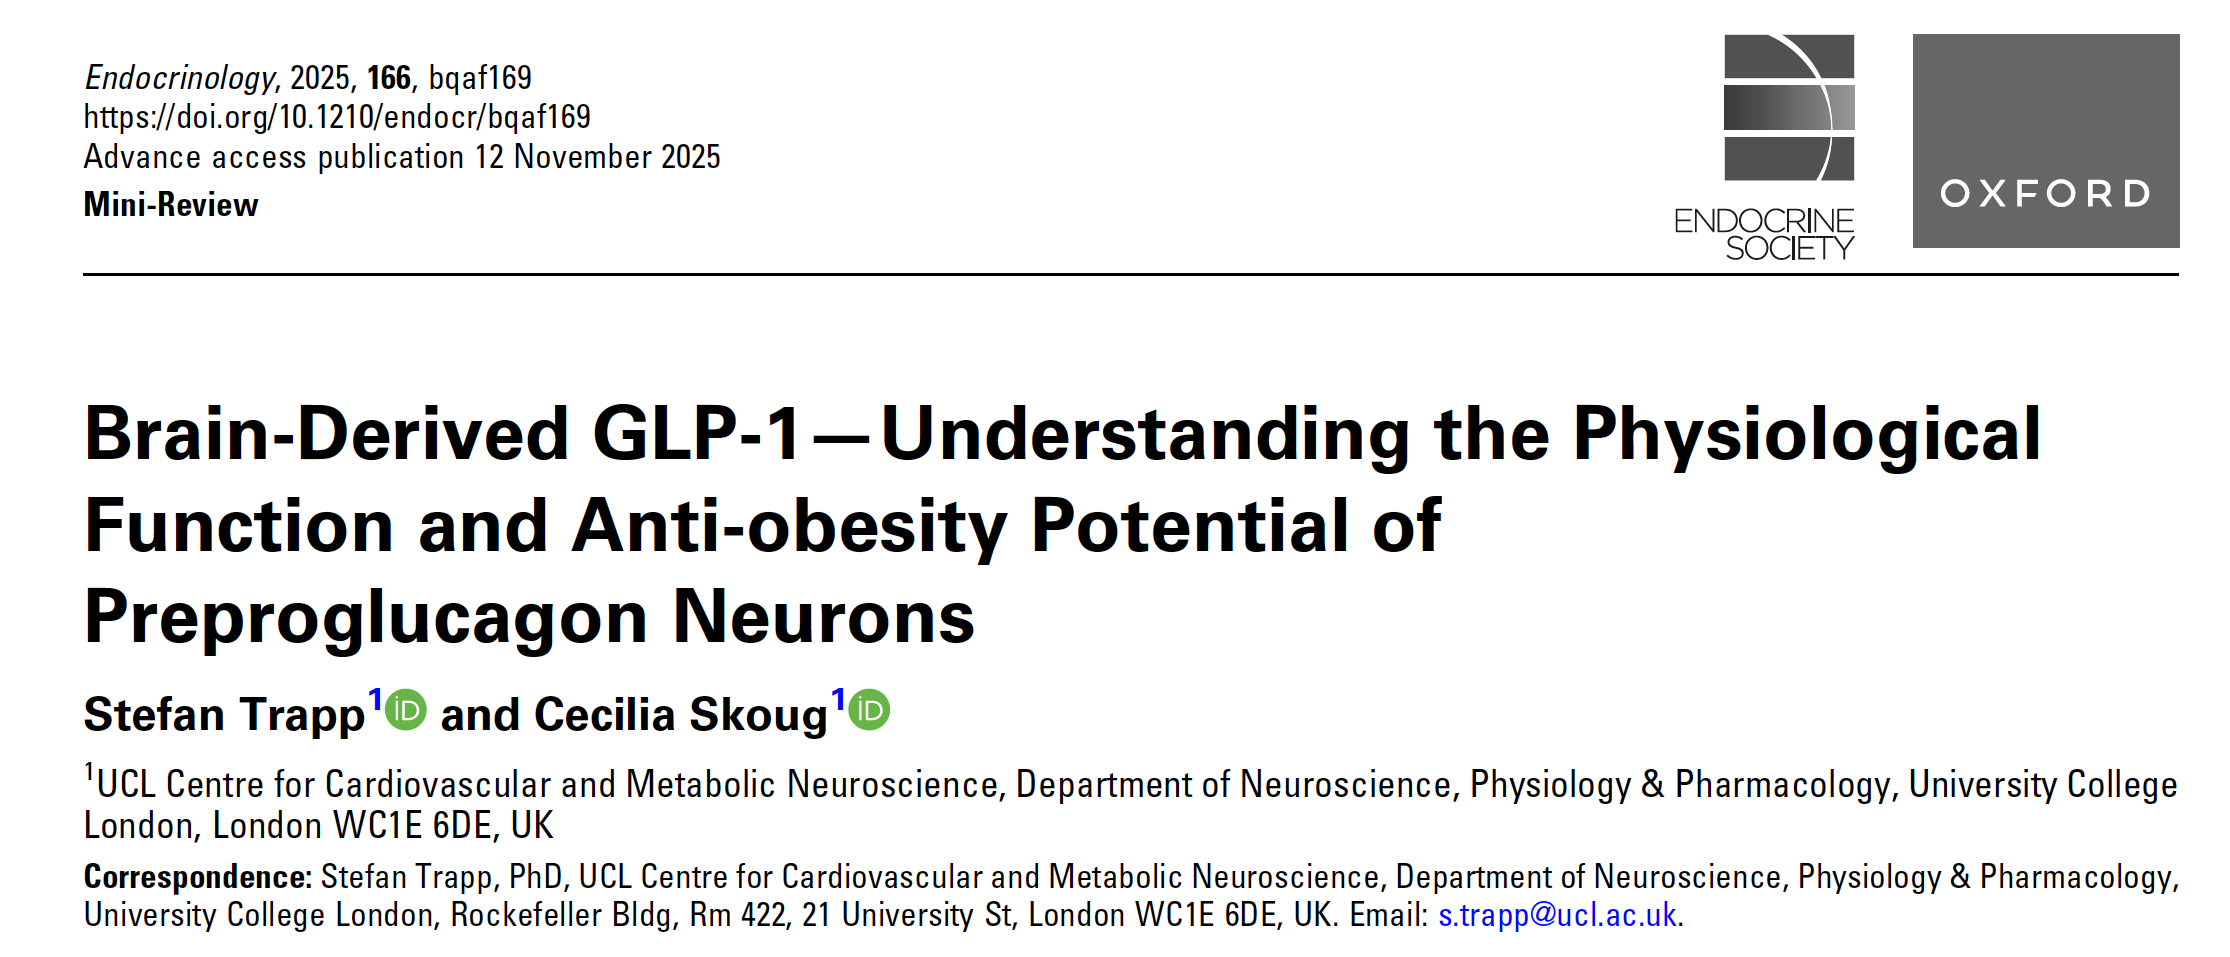 Endocrinology, 2025, 166, bqaf169
https://doi.org/10.1210/endocr/bqaf169
Advance access publication 12 November 2025
Mini-Review
ENDOCRINE
SOCIETY
OXFORD
Brain-Derived GLP-1—Understanding the Physiological
Function and Anti-obesity Potential of
Preproglucagon Neurons
Stefan Trapp1 iD and Cecilia Skoug1 iD
1UCL Centre for Cardiovascular and Metabolic Neuroscience, Department of Neuroscience, Physiology & Pharmacology, University College
London, London WC1E 6DE, UK
Correspondence: Stefan Trapp, PhD, UCL Centre for Cardiovascular and Metabolic Neuroscience, Department of Neuroscience, Physiology & Pharmacology,
University College London, Rockefeller Bldg, Rm 422, 21 University St, London WC1E 6DE, UK. Email: s.trapp@ucl.ac.uk.